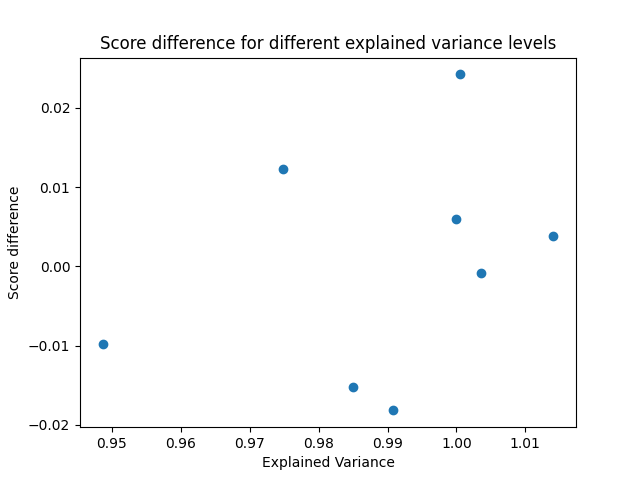 Score difference for different explained variance levels
0.02
0.01
0.00
−0.01
−0.02
Score difference
0.95 0.96 0.97 0.98 0.99 1.00 1.01
Explained Variance